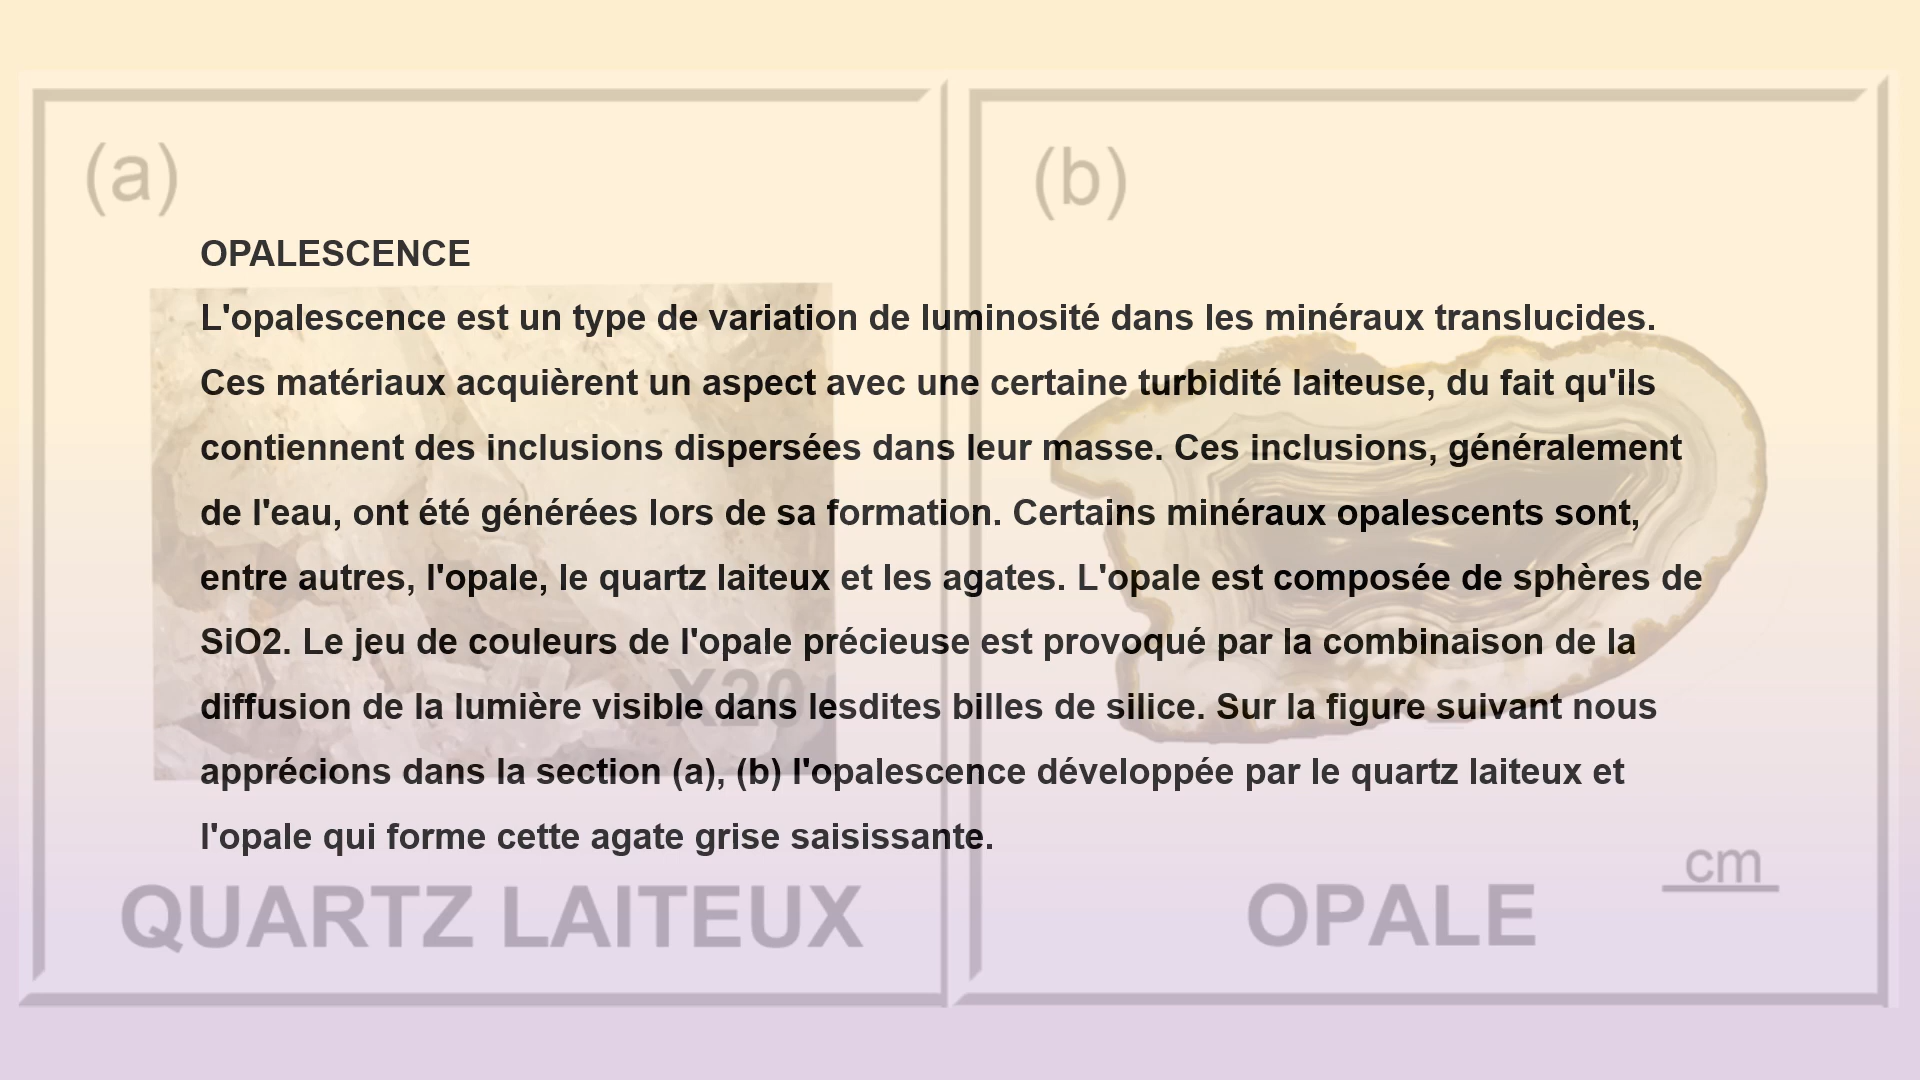 (a)
(b)
OPALESCENCE
L'opalescence est un type de variation de luminosité dans les minéraux translucides.
Ces matériaux acquièrent un aspect avec une certaine turbidité laiteuse, du fait qu'ils
contiennent des inclusions dispersées dans leur masse. Ces inclusions, généralement
de l'eau, ont été générées lors de sa formation. Certains minéraux opalescents sont,
entre autres, l'opale, le quartz laiteux et les agates. L'opale est composée de sphères de
SiO2. Le jeu de couleurs de l'opale précieuse est provoqué par la combinaison de la
diffusion de la lumière visible dans lesdites billes de silice. Sur la figure suivant nous
apprécions dans la section (a), (b) l'opalescence développée par le quartz laiteux et
l'opale qui forme cette agate grise saisissante.
X20
cm
QUARTZ LAITEUX
OPALE